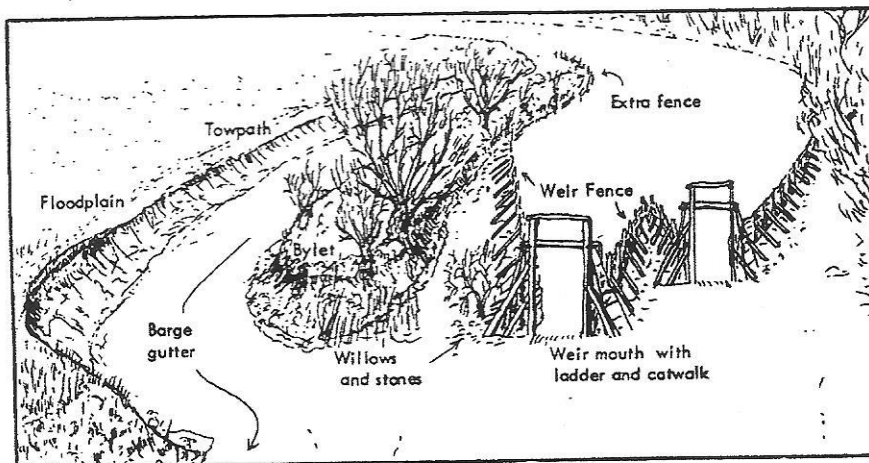 Extra fence
Towpath
Weir Fence
Floodplain
Bylet
Barge
gutter
Willows
and stones
Weir mouth with
ladder and catwalk